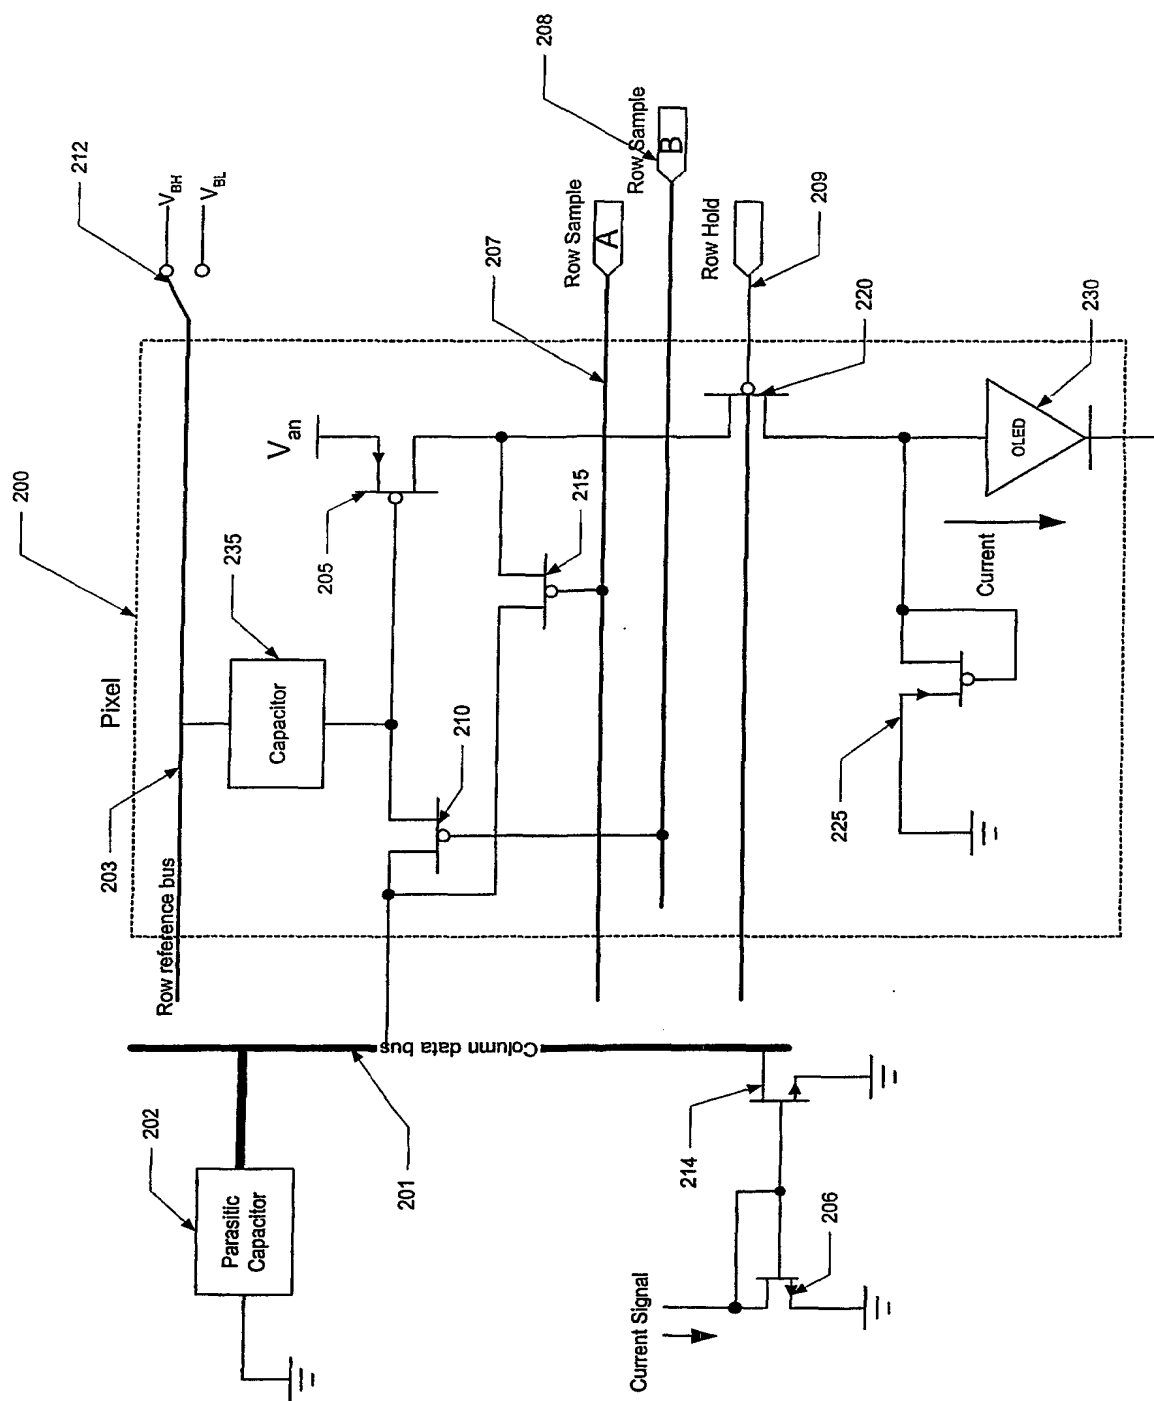 200
Pixel
212
V_BH
V_BL
203
Row reference bus
235
Capacitor
V_an
205
210
215
207
Row Sample
A
208
Row Sample
B
Row Hold
209
220
230
OLED
Current
225
202
Parasitic
Capacitor
201
Column data bus
214
206
Current Signal